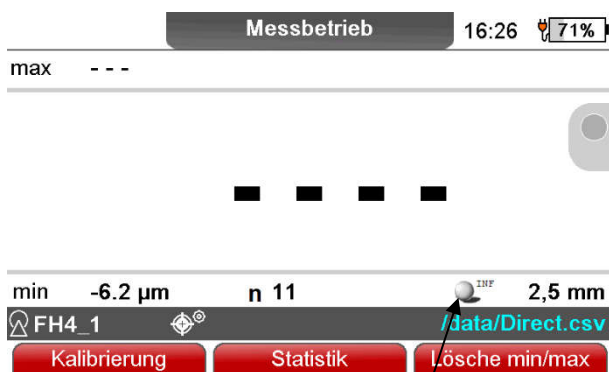 Messbetrieb 16:26 71%
max - - -
- - - -
min -6.2 µm n 11 INF 2,5 mm
FH4_1 /data/Direct.csv
Kalibrierung Statistik Lösche min/max